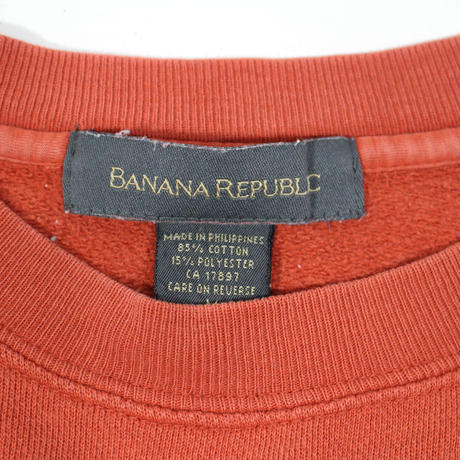 BANANA REPUBLC
MADE IN PHILIPPINES
85% COTTON
15% POLYESTER
CA 17897
CARE ON REVERSE